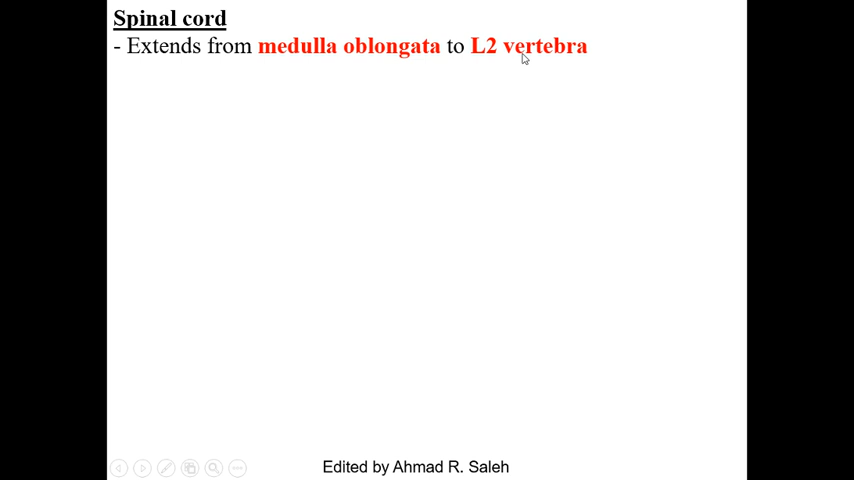 Spinal cord
- Extends from medulla oblongata to L2 vertebra
Edited by Ahmad R. Saleh